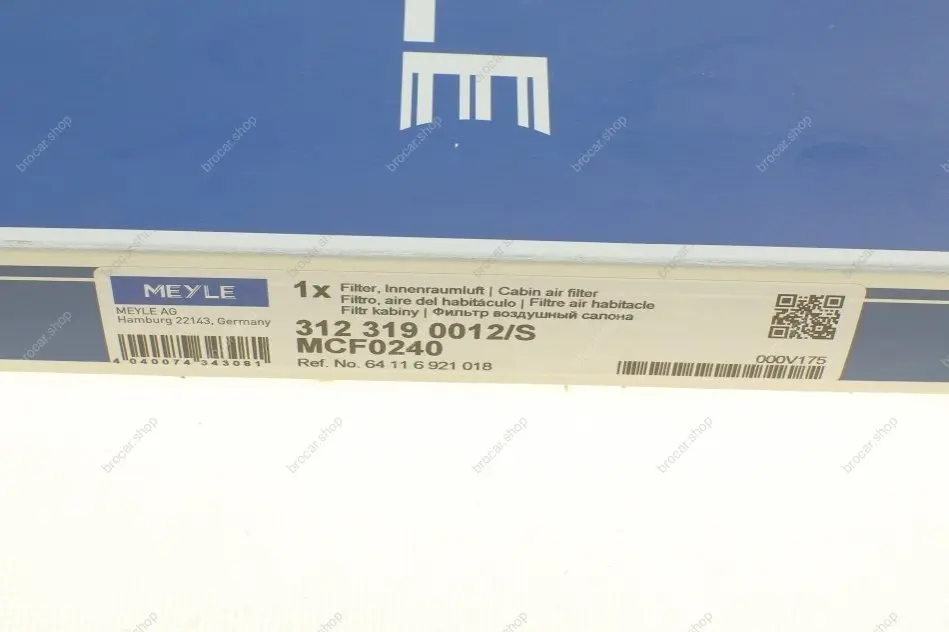 LE
MEYLE
MEYLE AG
Hamburg 22143, Germany
4 040074 343081
1x
Filter, Innenraumluft | Cabin air filter
Filtro, aire del habitáculo | Filtre air habitacle
Filtr kabiny | Фильтр воздушный салона
312 319 0012/S
MCF0240
Ref. No. 64 11 6 921 018
000V175
brocar.shop